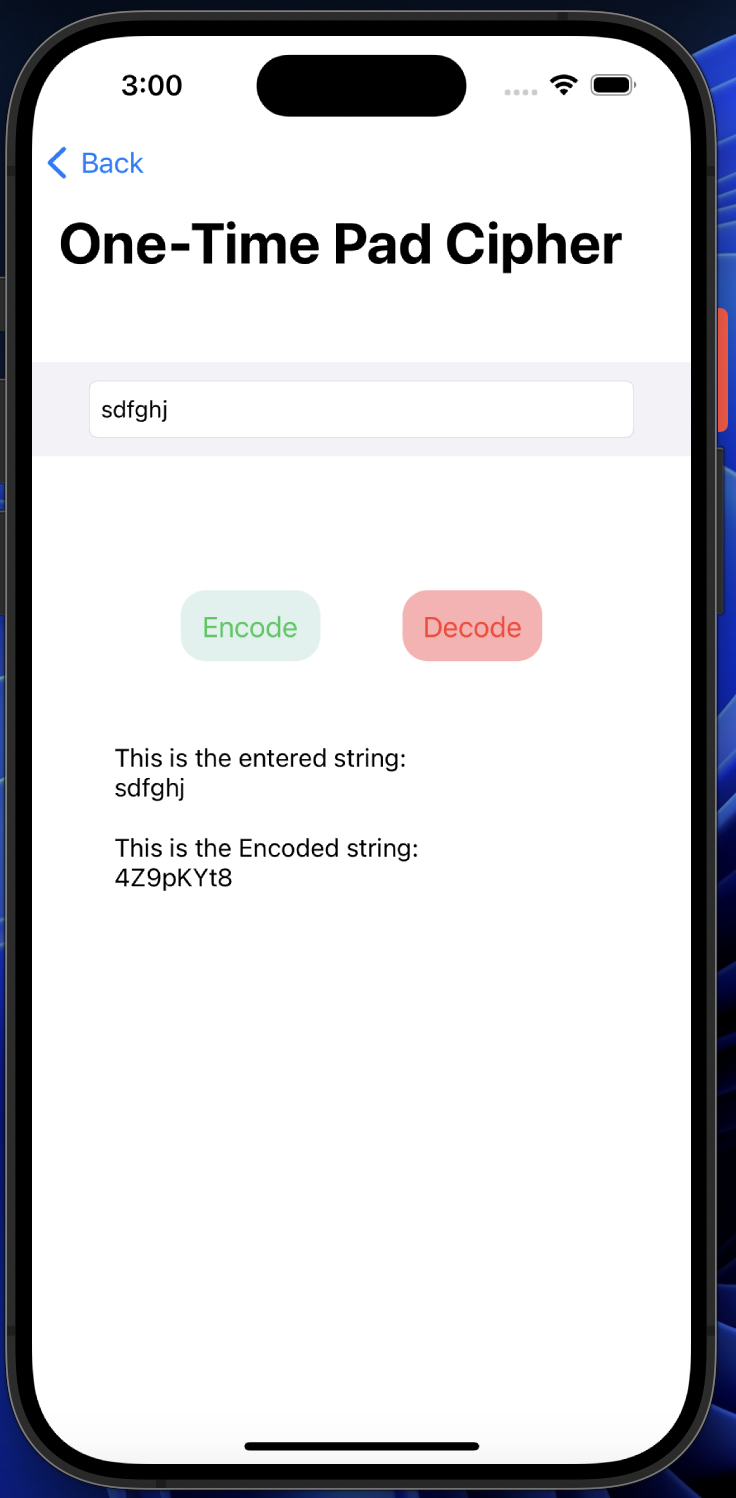 3:00
Back
One-Time Pad Cipher
sdfghj
Encode
Decode
This is the entered string:
sdfghj
This is the Encoded string:
4Z9pKYt8